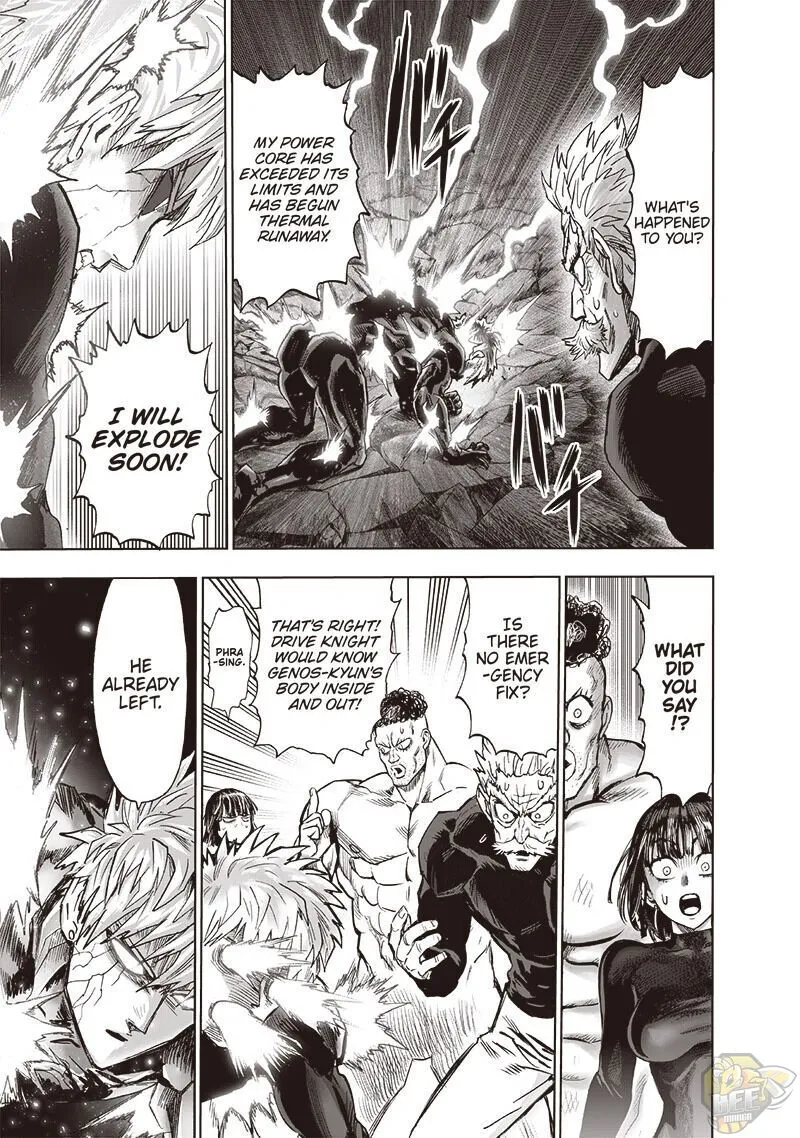 WHAT'S
HAPPENED
TO YOU?
MY POWER
CORE HAS
EXCEEDED ITS
LIMITS AND
HAS BEGUN
THERMAL
RUNAWAY.
バチ
バチ
I WILL
EXPLODE
SOON!
WHAT
DID
YOU
SAY
!?
IS
THERE
NO EMER
-GENCY
FIX?
THAT'S RIGHT!
DRIVE KNIGHT
WOULD KNOW
GENOS-KYUN'S
BODY INSIDE
AND OUT!
PHRA
-SING.
HE
ALREADY
LEFT.
BEE
MANGA